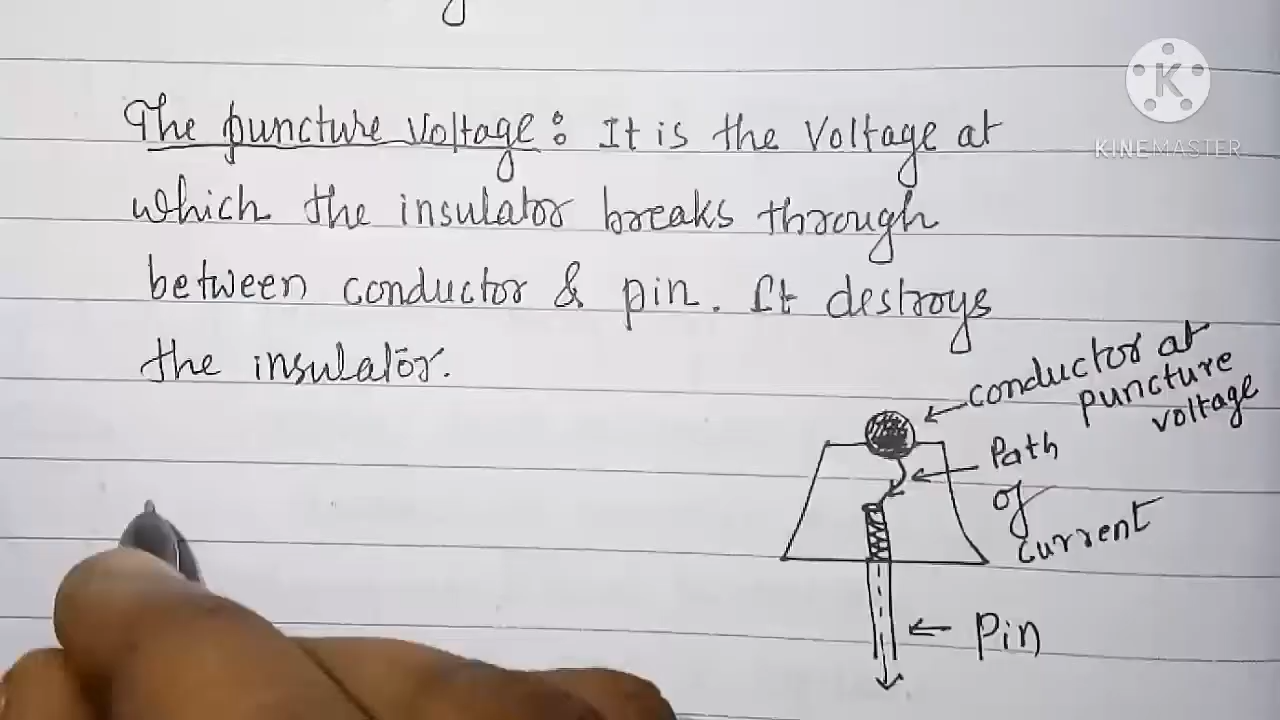 The puncture voltage: It is the voltage at
which the insulator breaks through
between conductor & pin. It destroys
the insulator.
conductor at
puncture
voltage
Path
of
current
Pin
KINEMASTER